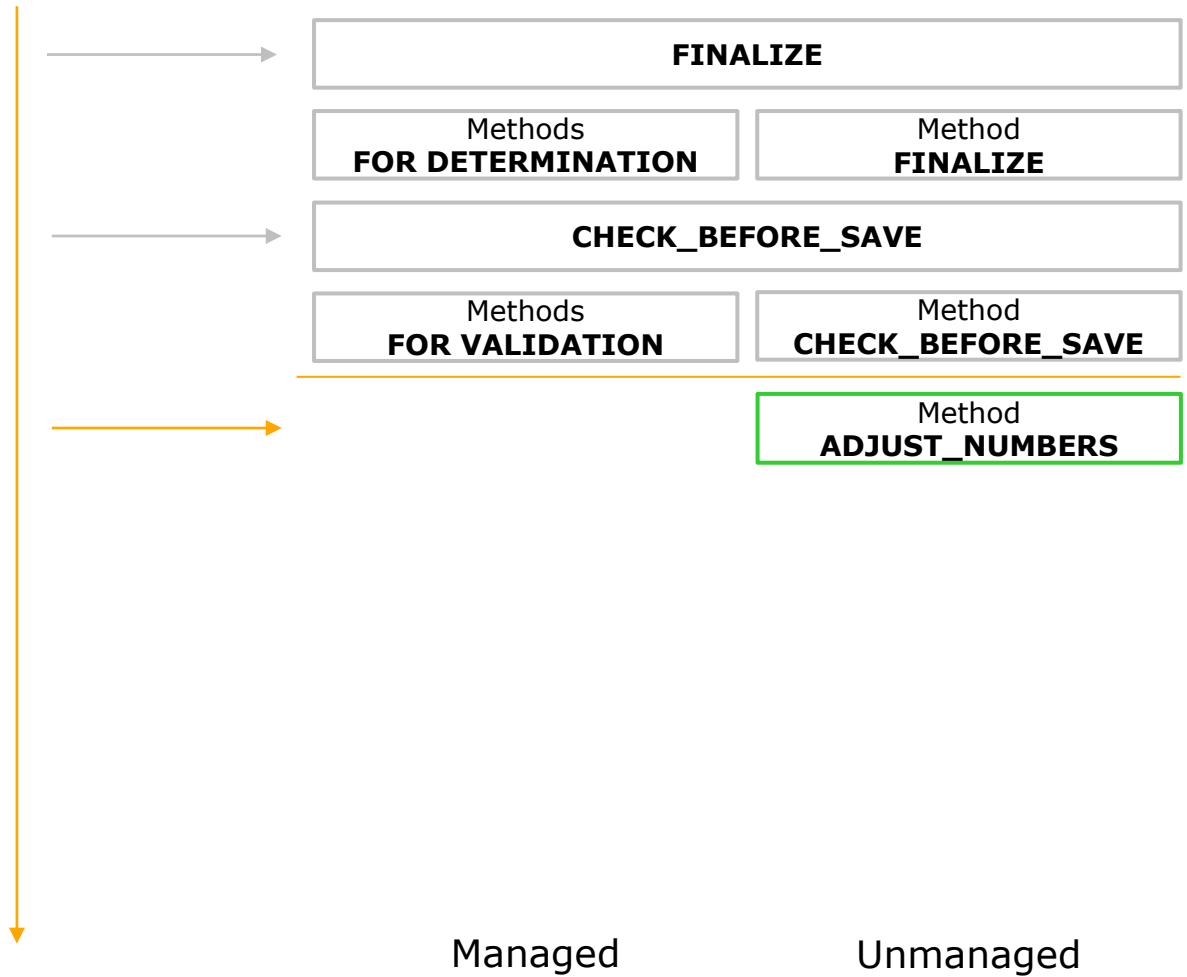 FINALIZE
Methods
FOR DETERMINATION
Method
FINALIZE
CHECK_BEFORE_SAVE
Methods
FOR VALIDATION
Method
CHECK_BEFORE_SAVE
Method
ADJUST_NUMBERS
Managed
Unmanaged